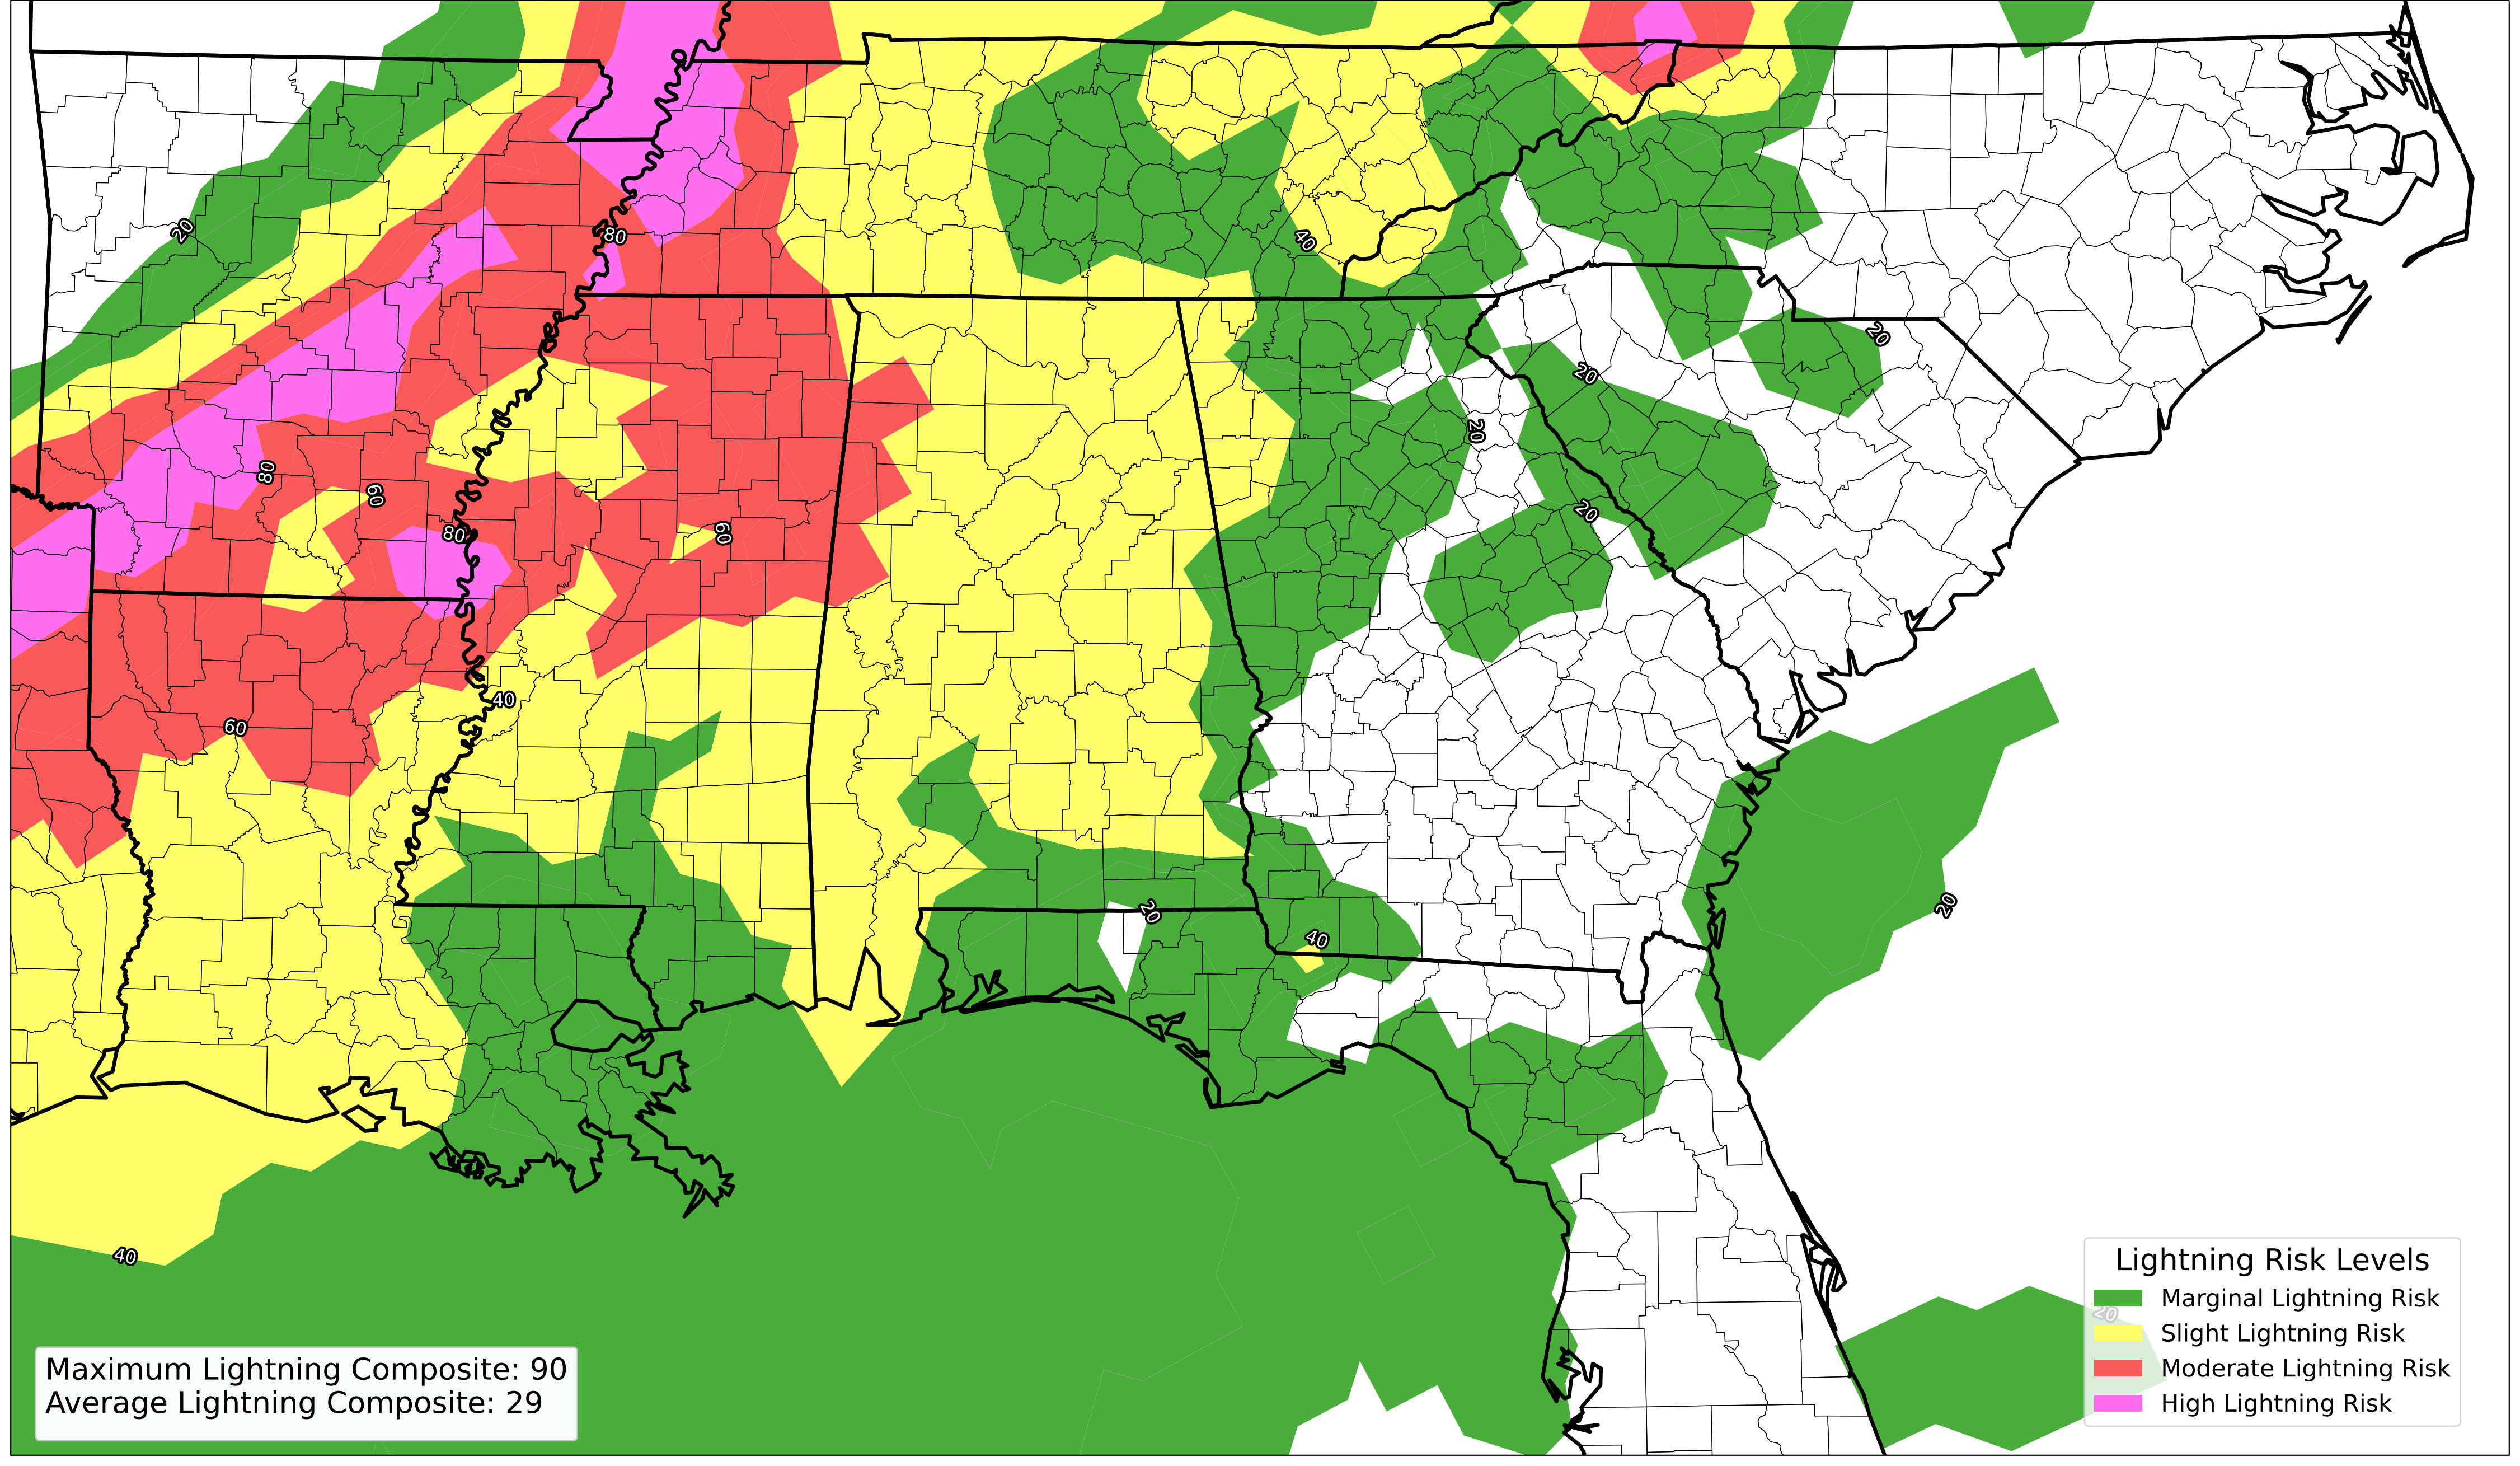 20
40
80
20
20
20
80
60
20
60
80
40
60
20
20
40
40
Lightning Risk Levels
20
Marginal Lightning Risk
Slight Lightning Risk
Moderate Lightning Risk
High Lightning Risk
Maximum Lightning Composite: 90
Average Lightning Composite: 29